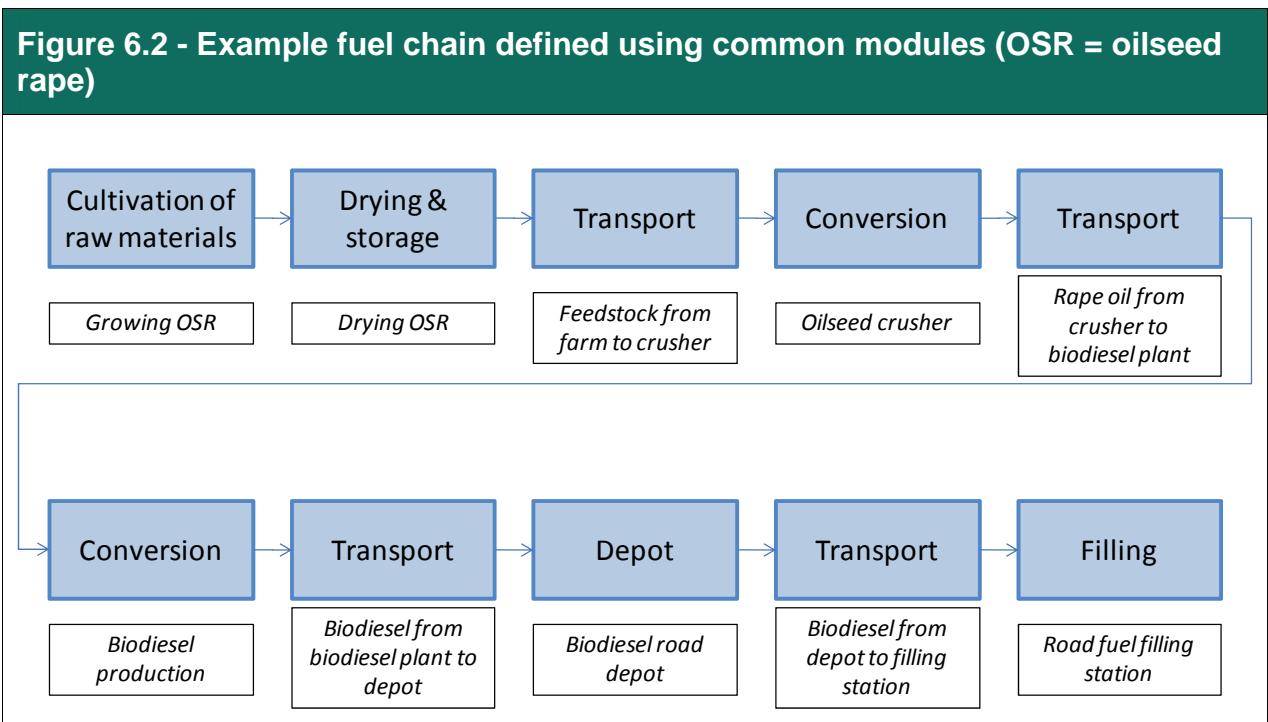 Figure 6.2 - Example fuel chain defined using common modules (OSR = oilseed
rape)
Cultivation of
raw materials
Drying &
storage
Transport
Conversion
Transport
Growing OSR
Drying OSR
Feedstock from
farm to crusher
Oilseed crusher
Rape oil from
crusher to
biodiesel plant
Conversion
Transport
Depot
Transport
Filling
Biodiesel
production
Biodiesel from
biodiesel plant to
depot
Biodiesel road
depot
Biodiesel from
depot to filling
station
Road fuel filling
station